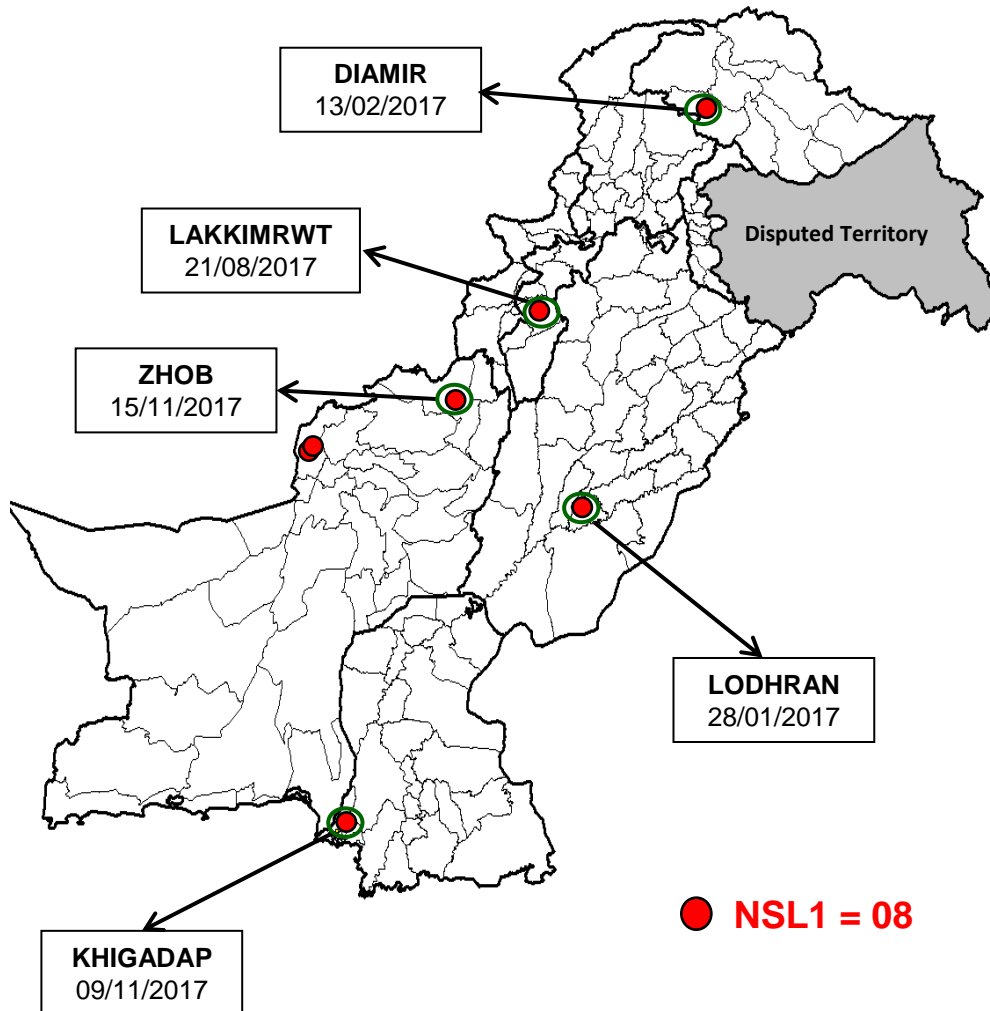 DIAMIR
13/02/2017
LAKKIMRWT
21/08/2017
Disputed Territory
ZHOB
15/11/2017
LODHRAN
28/01/2017
NSL1 = 08
KHIGADAP
09/11/2017